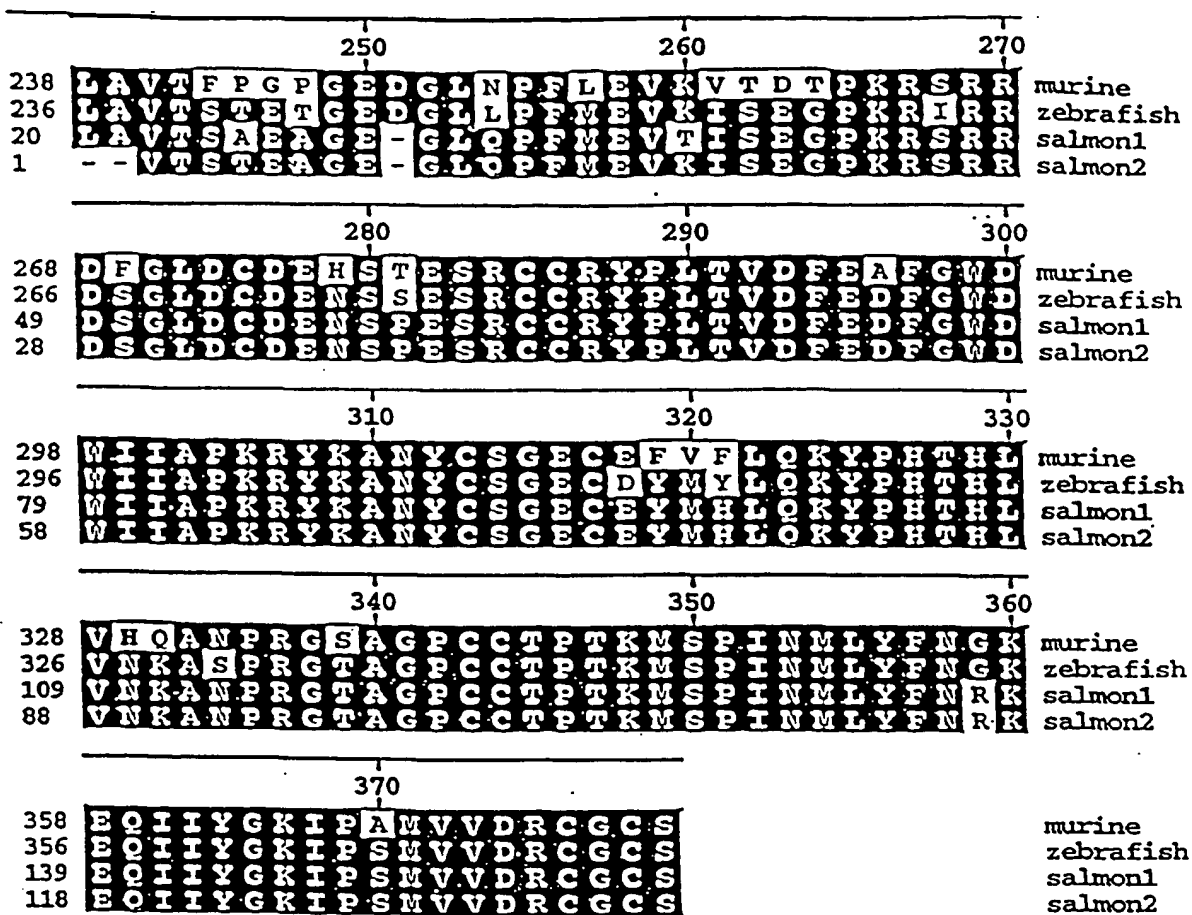 250 260 270
238 LAVTFPGPGEDGLNPFLEVKVTDTPKRSRR murine
236 LAVTSTETGEDGLLPFMEVKISEGPKRIRR zebrafish
20 LAVTSAEAGE-GLQPFMEVTISEGPKRSRR salmon1
1 --VTSTEAGE-GLQPFMEVKISEGPKRSRR salmon2
280 290 300
268 DFGLDCDEHSTESRCCRYPLTVDFEAFGWD murine
266 DSGLDCDENSSESRCCRYPLTVDFEDFGWD zebrafish
49 DSGLDCDENSPESRCCRYPLTVDFEDFGWD salmon1
28 DSGLDCDENSPESRCCRYPLTVDFEDFGWD salmon2
310 320 330
298 WIIAPKRYKANYCSGECEFVFLQKYPHTHL murine
296 WIIAPKRYKANYCSGECDYMYLQKYPHTHL zebrafish
79 WIIAPKRYKANYCSGECEYMHLQKYPHTHL salmon1
58 WIIAPKRYKANYCSGECEYMHLQKYPHTHL salmon2
340 350 360
328 VHQANPRGSAGPCCTPTKMSPINMLYFNGK murine
326 VNKASPRGTAGPCCTPTKMSPINMLYFNGK zebrafish
109 VNKANPRGTAGPCCTPTKMSPINMLYFNRK salmon1
88 VNKANPRGTAGPCCTPTKMSPINMLYFNRK salmon2
370
358 EQIIYGKIPAMVVDRCGCS murine
356 EQIIYGKIPSMVVDRCGCS zebrafish
139 EQIIYGKIPSMVVDRCGCS salmon1
118 EQIIYGKIPSMVVDRCGCS salmon2